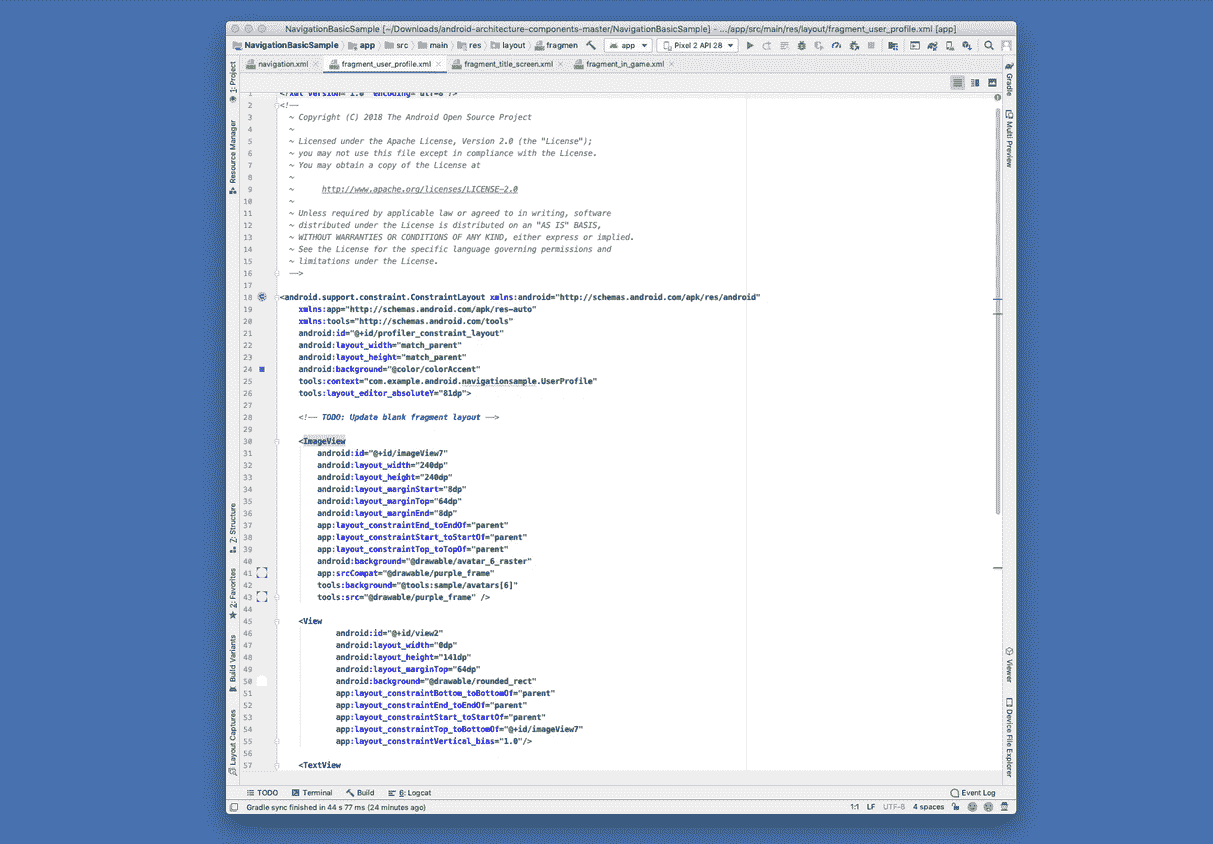 NavigationBasicSample [~/Downloads/android-architecture-components-master/NavigationBasicSample] - .../app/src/main/res/layout/fragment_user_profile.xml [app]
NavigationBasicSample app src main res layout fragmen app Pixel 2 API 28
navigation.xml fragment_user_profile.xml fragment_title_screen.xml fragment_in_game.xml
1: Project
Resource Manager
Z: Structure
2: Favorites
Build Variants
Layout Captures
1 <?xml version="1.0" encoding="utf-8"?>
2 <!--
3 ~ Copyright (C) 2018 The Android Open Source Project
4 ~
5 ~ Licensed under the Apache License, Version 2.0 (the "License");
6 ~ you may not use this file except in compliance with the License.
7 ~ You may obtain a copy of the License at
8 ~
9 ~ http://www.apache.org/licenses/LICENSE-2.0
10 ~
11 ~ Unless required by applicable law or agreed to in writing, software
12 ~ distributed under the License is distributed on an "AS IS" BASIS,
13 ~ WITHOUT WARRANTIES OR CONDITIONS OF ANY KIND, either express or implied.
14 ~ See the License for the specific language governing permissions and
15 ~ limitations under the License.
16 -->
17
18 <android.support.constraint.ConstraintLayout xmlns:android="http://schemas.android.com/apk/res/android"
19 xmlns:app="http://schemas.android.com/apk/res-auto"
20 xmlns:tools="http://schemas.android.com/tools"
21 android:id="@+id/profiler_constraint_layout"
22 android:layout_width="match_parent"
23 android:layout_height="match_parent"
24 android:background="@color/colorAccent"
25 tools:context="com.example.android.navigationsample.UserProfile"
26 tools:layout_editor_absoluteY="81dp">
27
28 <!-- TODO: Update blank fragment layout -->
29
30 <ImageView
31 android:id="@+id/imageView7"
32 android:layout_width="240dp"
33 android:layout_height="240dp"
34 android:layout_marginStart="8dp"
35 android:layout_marginTop="64dp"
36 android:layout_marginEnd="8dp"
37 app:layout_constraintEnd_toEndOf="parent"
38 app:layout_constraintStart_toStartOf="parent"
39 app:layout_constraintTop_toTopOf="parent"
40 android:background="@drawable/avatar_6_raster"
41 app:srcCompat="@drawable/purple_frame"
42 tools:background="@tools:sample/avatars[6]"
43 tools:src="@drawable/purple_frame" />
44
45 <View
46 android:id="@+id/view2"
47 android:layout_width="0dp"
48 android:layout_height="141dp"
49 android:layout_marginTop="64dp"
50 android:background="@drawable/rounded_rect"
51 app:layout_constraintBottom_toBottomOf="parent"
52 app:layout_constraintEnd_toEndOf="parent"
53 app:layout_constraintStart_toStartOf="parent"
54 app:layout_constraintTop_toBottomOf="@+id/imageView7"
55 app:layout_constraintVertical_bias="1.0"/>
56
57 <TextView
Gradle
Multi Preview
Viewer
Device File Explorer
TODO Terminal Build 6: Logcat Event Log
Gradle sync finished in 44 s 77 ms (24 minutes ago) 1:1 LF UTF-8 4 spaces